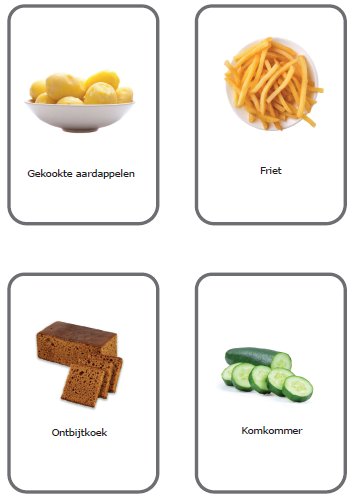 Gekookte aardappelen
Friet
Ontbijtkoek
Komkommer